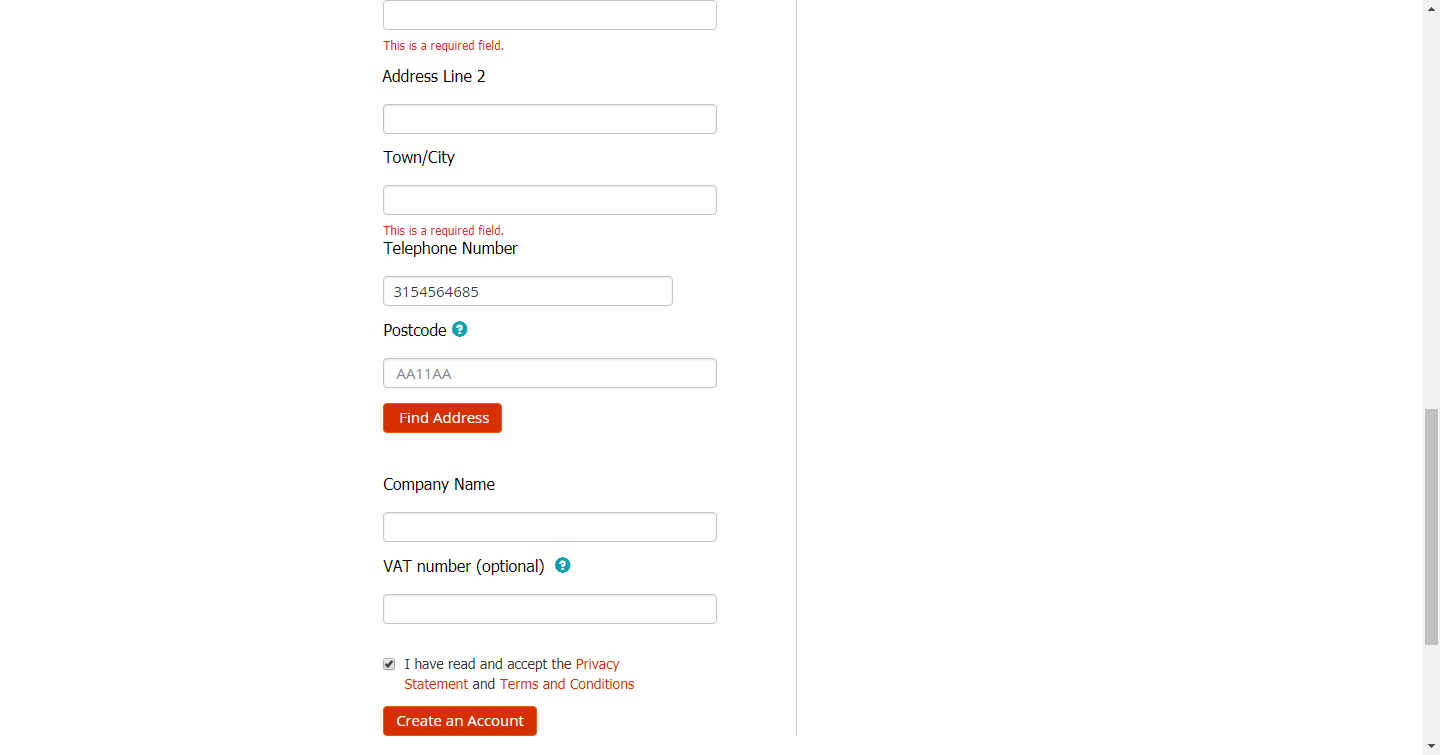 This is a required field.
Address Line 2
Town/City
This is a required field.
Telephone Number
3154564685
Postcode ?
AA11AA
Find Address
Company Name
VAT number (optional) ?
I have read and accept the Privacy
Statement and Terms and Conditions
Create an Account